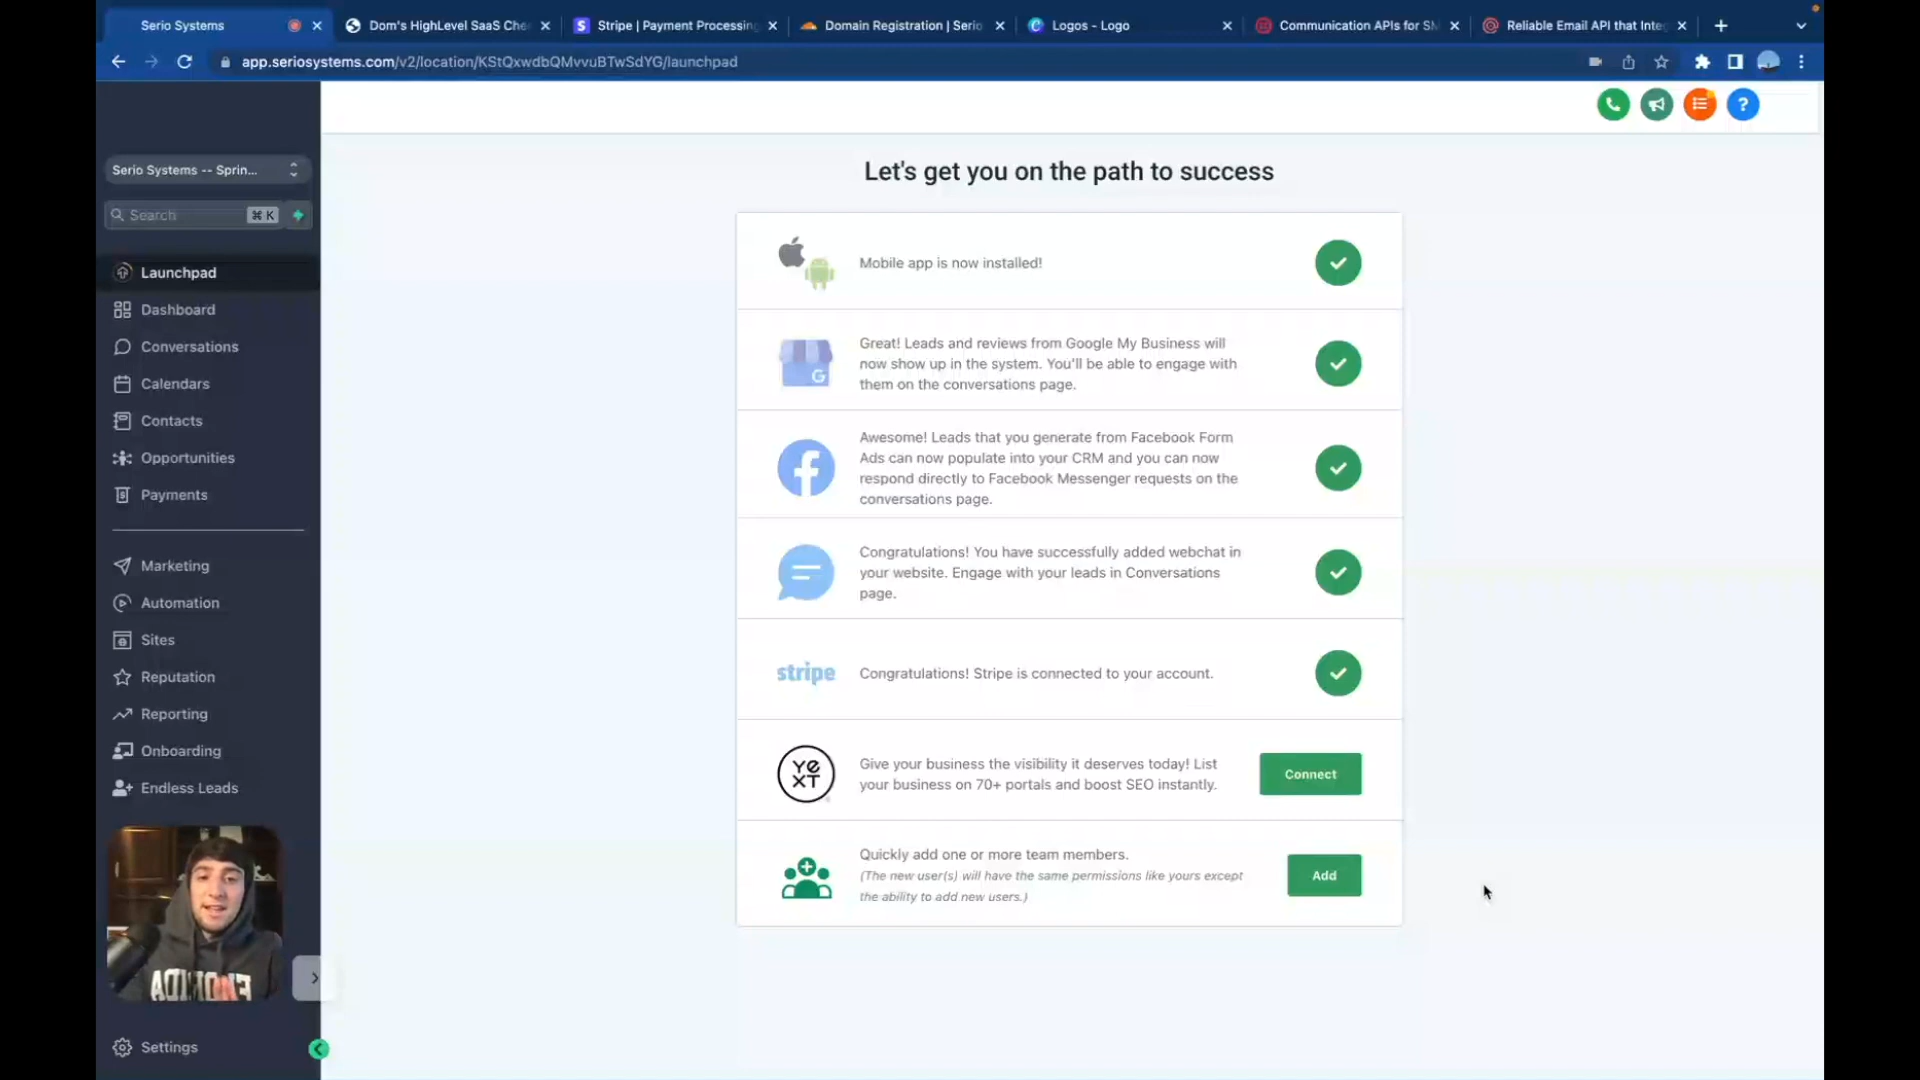 Serio Systems
Dom's HighLevel SaaS Che
Stripe | Payment Processing
Domain Registration | Serio
Logos - Logo
Communication APIs for SM
Reliable Email API that Integ
app.seriosystems.com/v2/location/KStQxwdbQMvvuBTwSdYG/launchpad
Serio Systems -- Sprin...
Search
⌘ K
Launchpad
Dashboard
Conversations
Calendars
Contacts
Opportunities
Payments
Marketing
Automation
Sites
Reputation
Reporting
Onboarding
Endless Leads
Settings
Let's get you on the path to success
Mobile app is now installed!
Great! Leads and reviews from Google My Business will
now show up in the system. You'll be able to engage with
them on the conversations page.
Awesome! Leads that you generate from Facebook Form
Ads can now populate into your CRM and you can now
respond directly to Facebook Messenger requests on the
conversations page.
Congratulations! You have successfully added webchat in
your website. Engage with your leads in Conversations
page.
stripe
Congratulations! Stripe is connected to your account.
YEXT
Give your business the visibility it deserves today! List
your business on 70+ portals and boost SEO instantly.
Connect
Quickly add one or more team members.
(The new user(s) will have the same permissions like yours except
the ability to add new users.)
Add